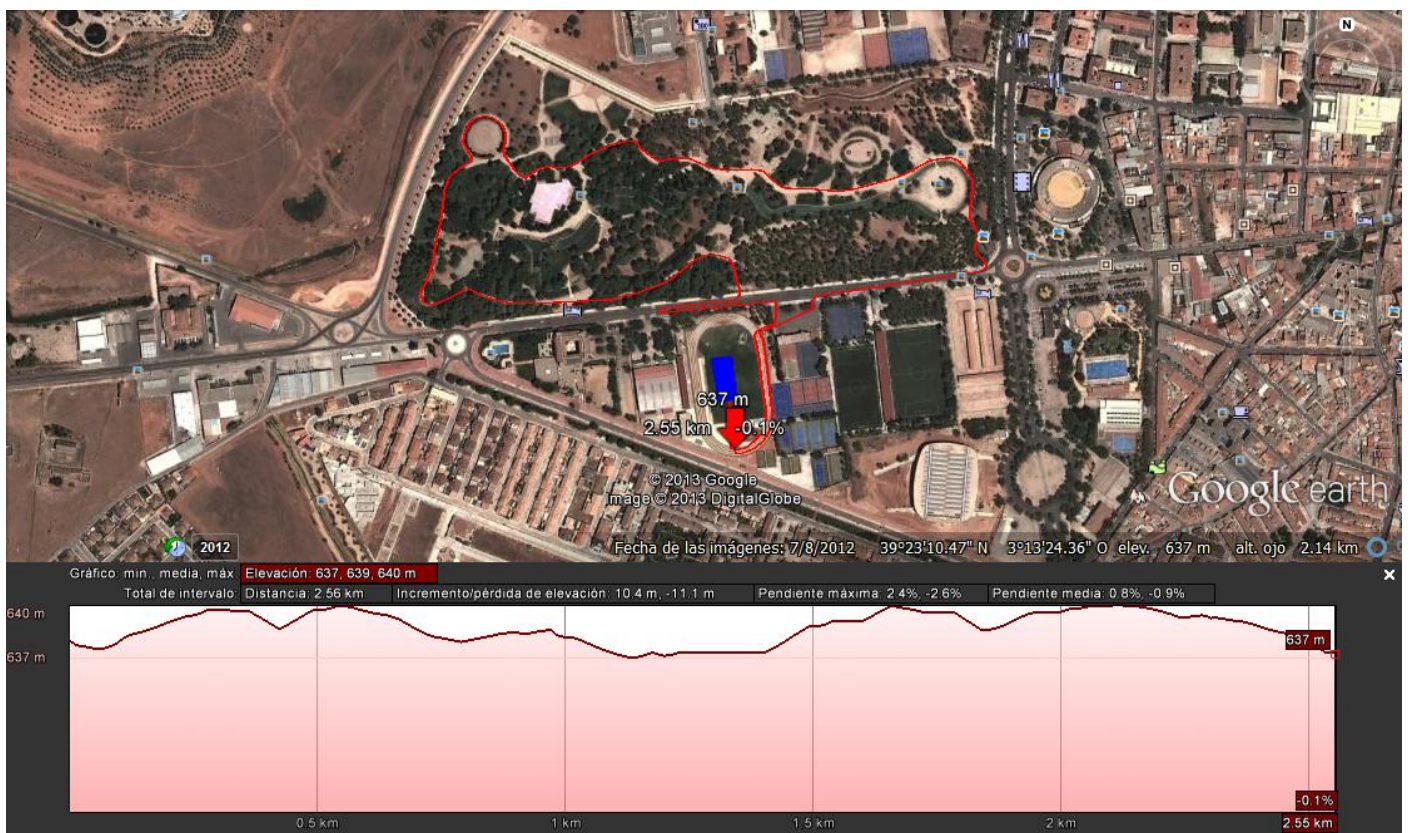 N
637 m
2.55 km -0.1%
© 2013 Google
Image © 2013 DigitalGlobe
Google earth
2012
Fecha de las imágenes: 7/8/2012 39°23'10.47" N 3°13'24.36" O elev. 637 m alt. ojo 2.14 km
Gráfico: min., media, máx. Elevación: 637, 639, 640 m
Total de intervalo: Distancia: 2.56 km Incremento/pérdida de elevación: 10.4 m, -11.1 m Pendiente máxima: 2.4%, -2.6% Pendiente media: 0.8%, -0.9%
640 m
637 m
637 m
-0.1%
0.5 km 1 km 1.5 km 2 km 2.55 km